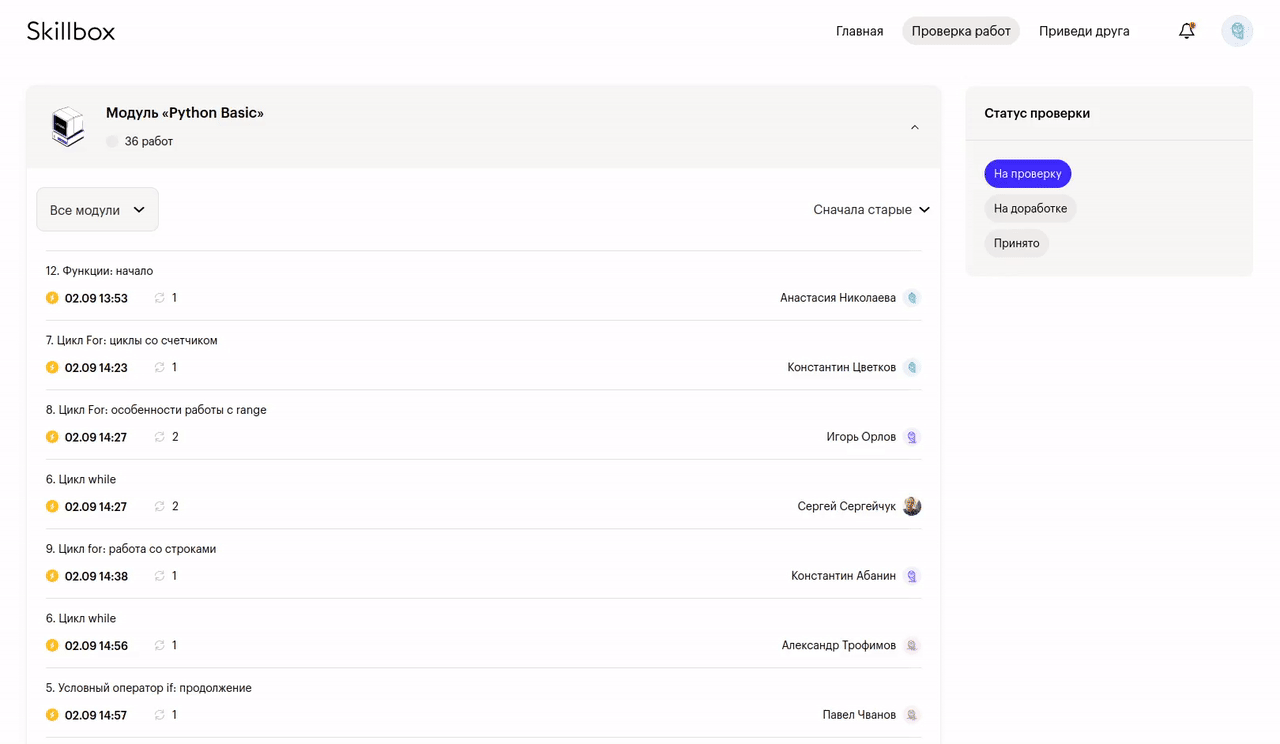 Skillbox
Главная
Проверка работ
Приведи друга
Модуль «Python Basic»
36 работ
Все модули
Сначала старые
12. Функции: начало
02.09 13:53
1
Анастасия Николаева
7. Цикл For: циклы со счетчиком
02.09 14:23
1
Константин Цветков
8. Цикл For: особенности работы с range
02.09 14:27
2
Игорь Орлов
6. Цикл while
02.09 14:27
2
Сергей Сергейчук
9. Цикл for: работа со строками
02.09 14:38
1
Константин Абанин
6. Цикл while
02.09 14:56
1
Александр Трофимов
5. Условный оператор if: продолжение
02.09 14:57
1
Павел Чванов
Статус проверки
На проверку
На доработке
Принято